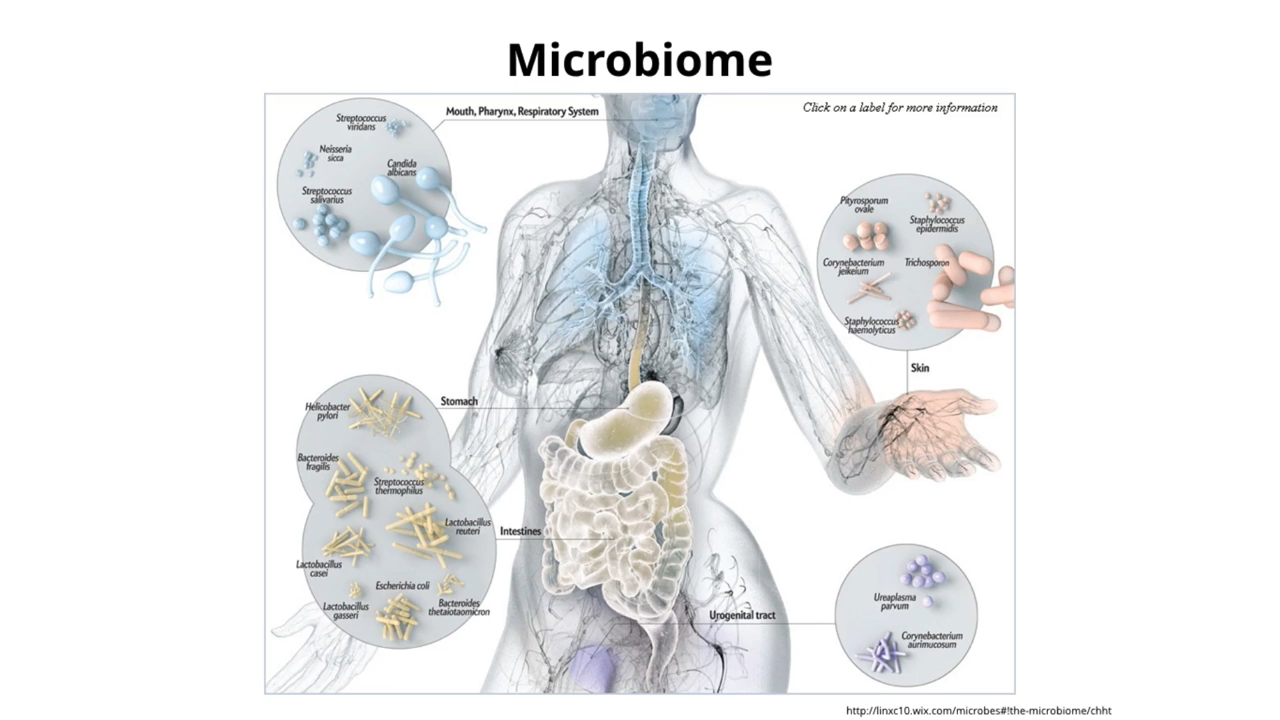 Microbiome
Click on a label for more information
Mouth, Pharynx, Respiratory System
Streptococcus
viridans
Neisseria
sicca
Candida
albicans
Streptococcus
salivarius
Pityrosporum
ovale
Staphylococcus
epidermidis
Corynebacterium
jeikeium
Trichosporon
Staphylococcus
haemolyticus
Skin
Stomach
Helicobacter
pylori
Bacteroides
fragilis
Streptococcus
thermophilus
Lactobacillus
reuteri
Intestines
Lactobacillus
casei
Escherichia coli
Lactobacillus
gasseri
Bacteroides
thetaiotaomicron
Urogenital tract
Ureaplasma
parvum
Corynebacterium
aurimucosum
http://linxc10.wix.com/microbes#!the-microbiome/chht